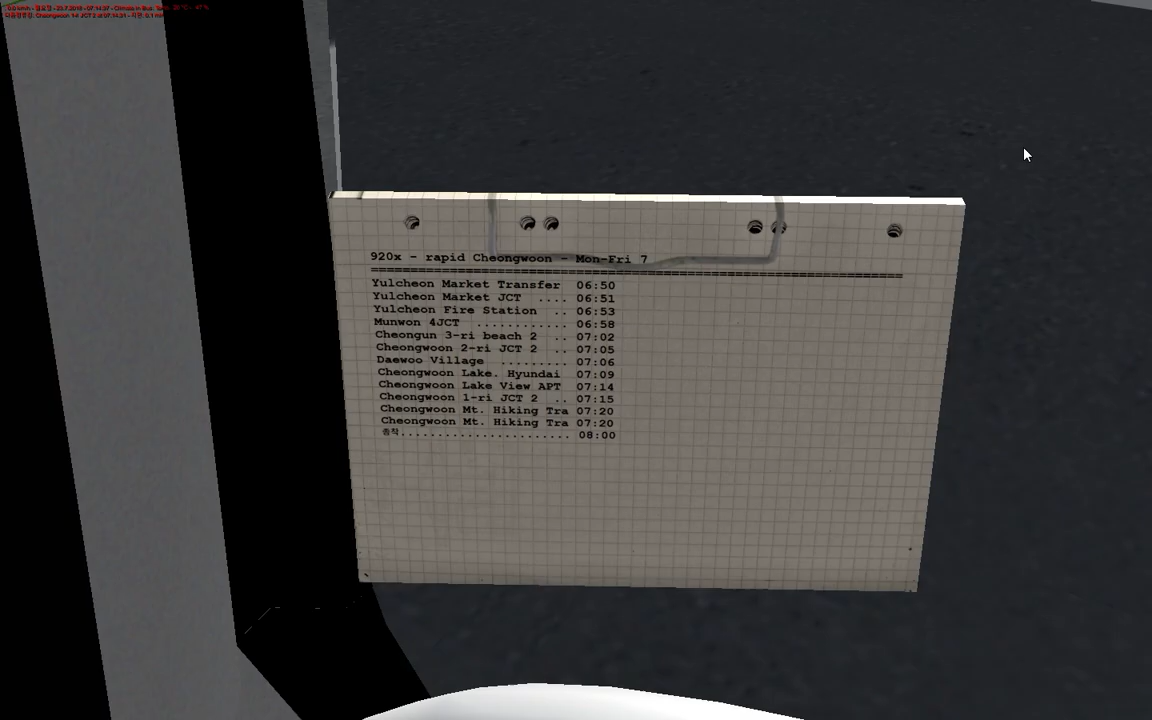 920x - rapid Cheongwoon - Mon-Fri 7
Yulcheon Market Transfer 06:50
Yulcheon Market JCT .... 06:51
Yulcheon Fire Station .. 06:53
Munwon 4JCT ............ 06:58
Cheongun 3-ri beach 2 .. 07:02
Cheongwoon 2-ri JCT 2 .. 07:05
Daewoo Village ......... 07:06
Cheongwoon Lake. Hyundai 07:09
Cheongwoon Lake View APT 07:14
Cheongwoon 1-ri JCT 2 .. 07:15
Cheongwoon Mt. Hiking Tra 07:20
Cheongwoon Mt. Hiking Tra 07:20
종착....................... 08:00